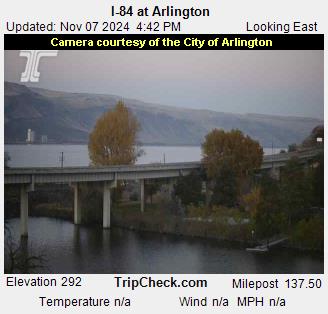 I-84 at Arlington
Updated: Nov 07 2024 4:42 PM Looking East
Camera courtesy of the City of Arlington
Elevation 292 TripCheck.com Milepost 137.50
Temperature n/a Wind n/a MPH n/a